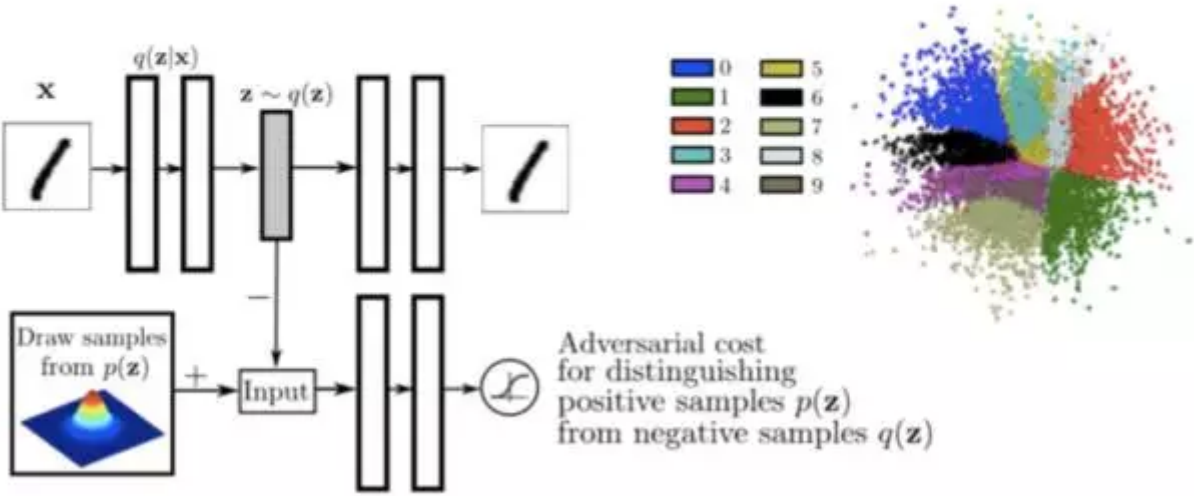 q(z|x)
x
z ∼ q(z)
−
Draw samples
from p(z)
+
Input
Adversarial cost
for distinguishing
positive samples p(z)
from negative samples q(z)
0 5
1 6
2 7
3 8
4 9